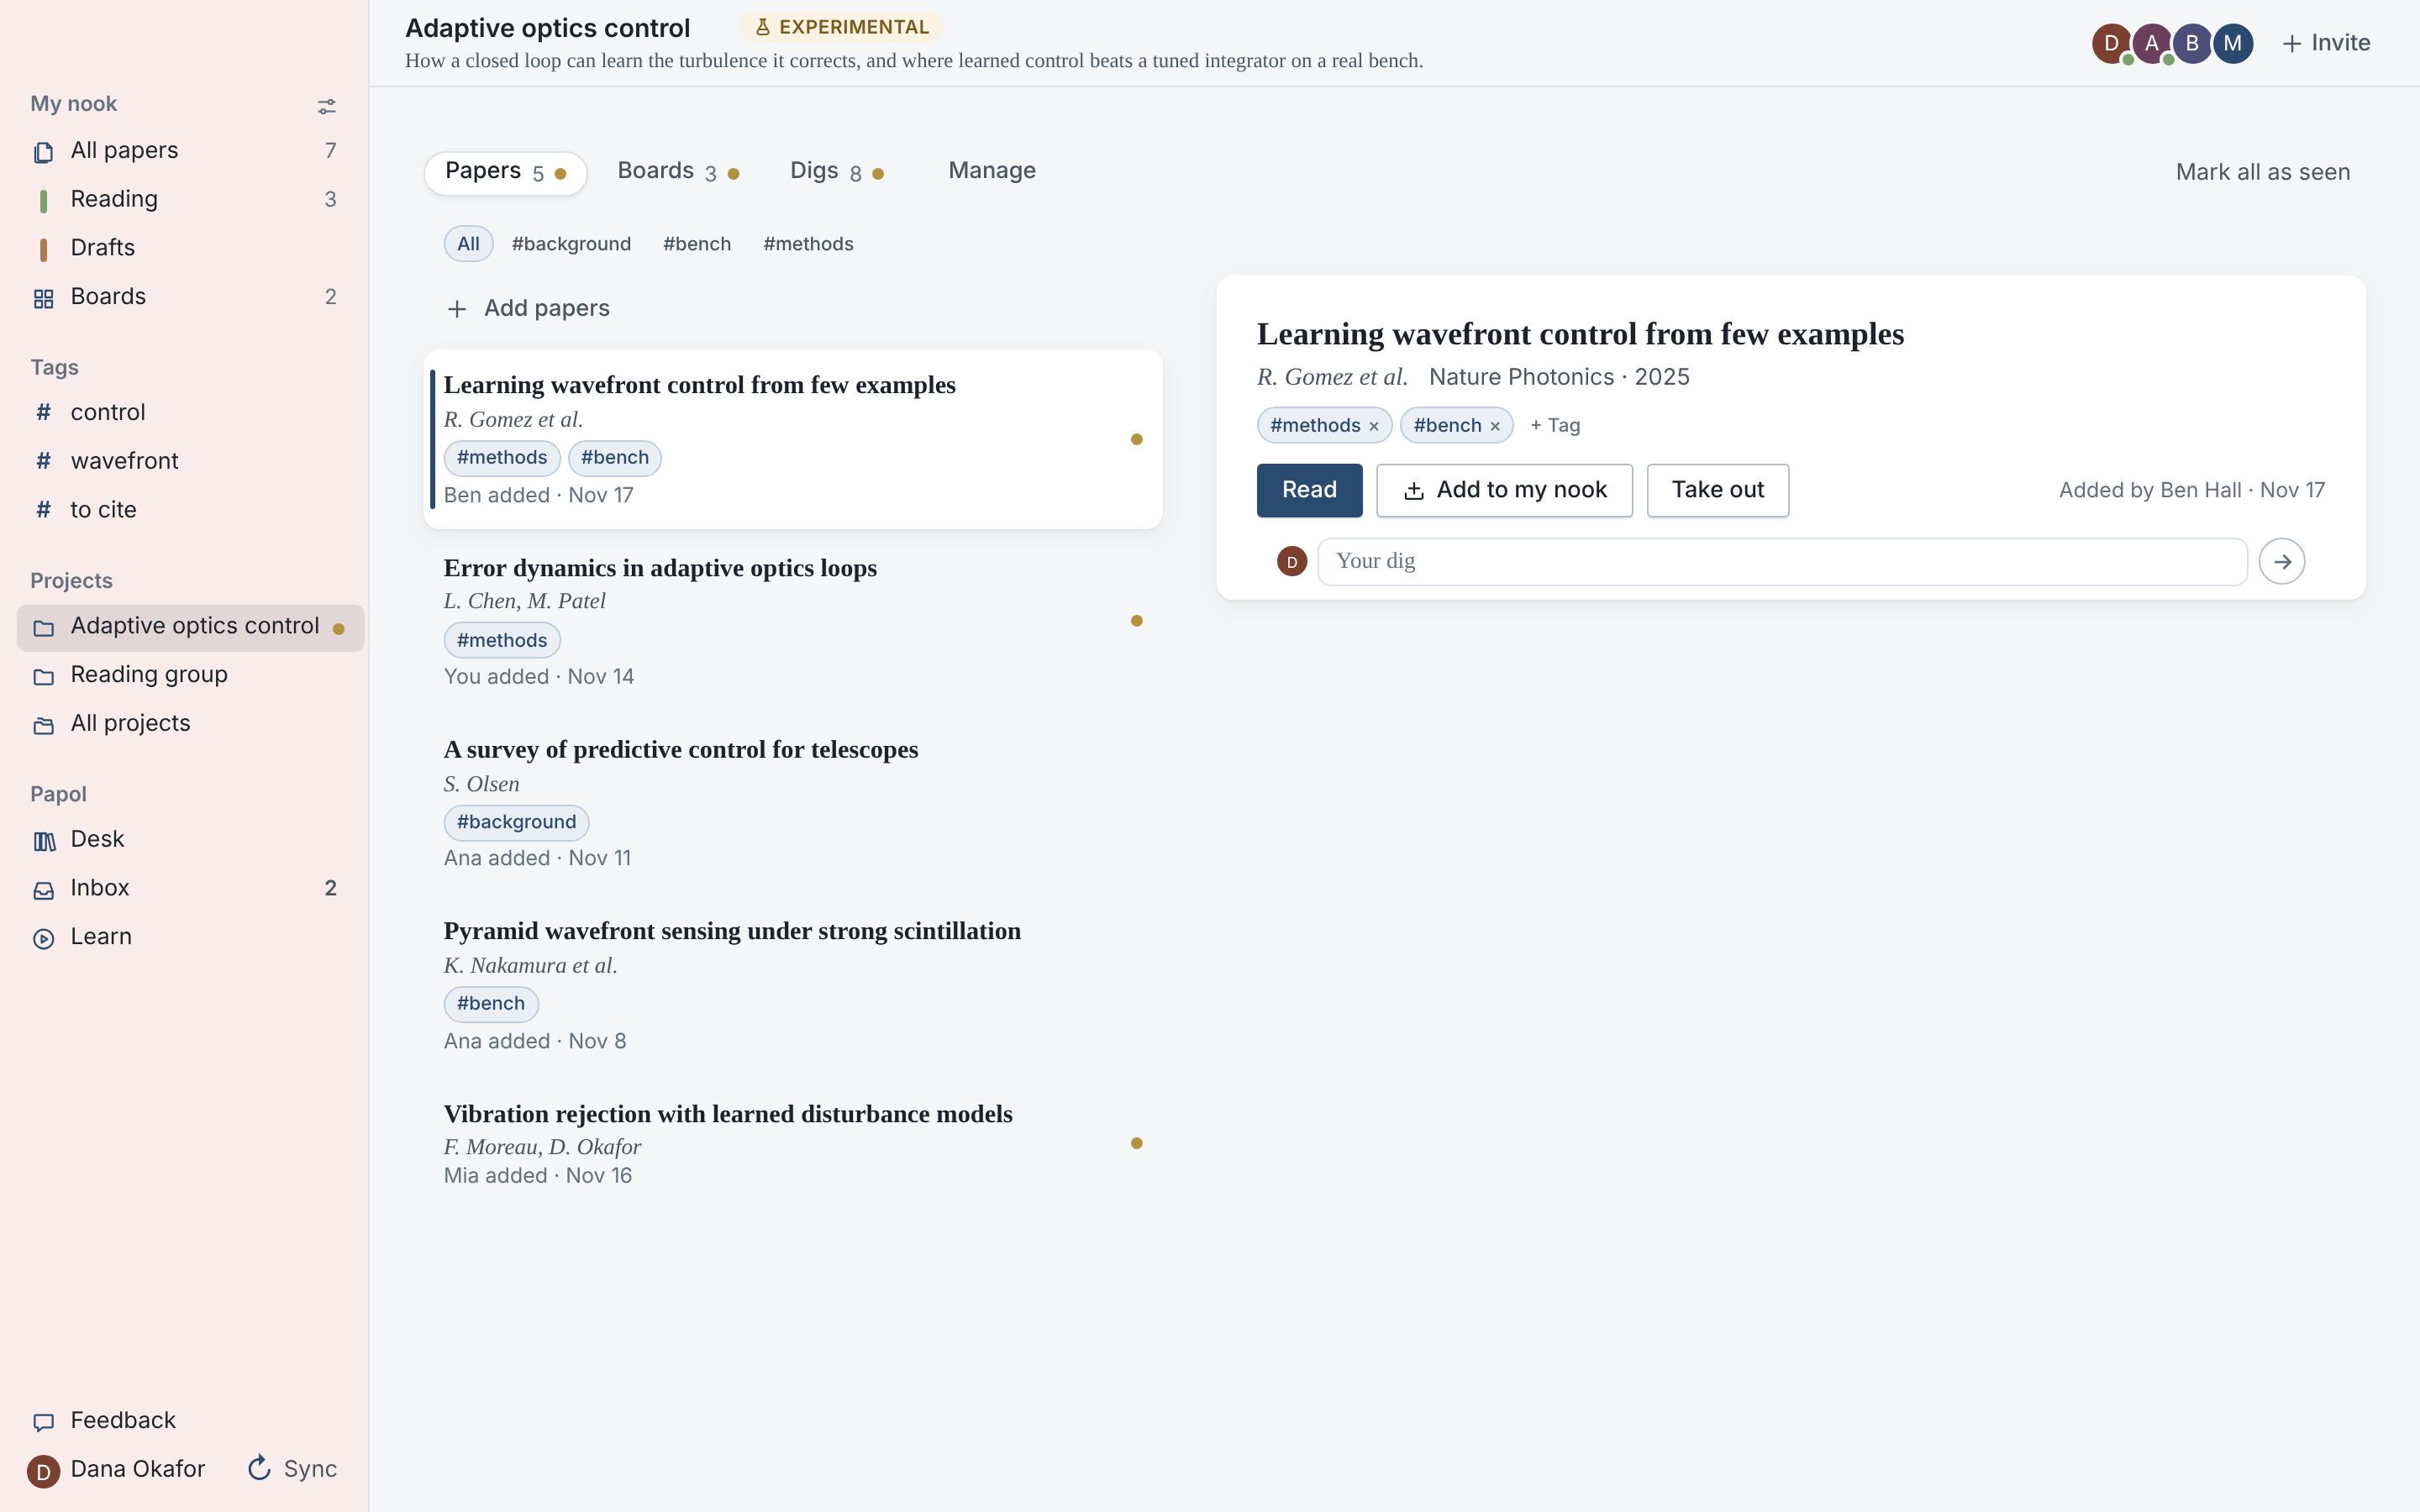 My nook
All papers 7
Reading 3
Drafts
Boards 2
Tags
# control
# wavefront
# to cite
Projects
Adaptive optics control
Reading group
All projects
Papol
Desk
Inbox 2
Learn
Feedback
D Dana Okafor Sync
Adaptive optics control EXPERIMENTAL
How a closed loop can learn the turbulence it corrects, and where learned control beats a tuned integrator on a real bench.
D A B M + Invite
Papers 5 Boards 3 Digs 8 Manage Mark all as seen
All #background #bench #methods
+ Add papers
Learning wavefront control from few examples
R. Gomez et al.
#methods #bench
Ben added · Nov 17
Error dynamics in adaptive optics loops
L. Chen, M. Patel
#methods
You added · Nov 14
A survey of predictive control for telescopes
S. Olsen
#background
Ana added · Nov 11
Pyramid wavefront sensing under strong scintillation
K. Nakamura et al.
#bench
Ana added · Nov 8
Vibration rejection with learned disturbance models
F. Moreau, D. Okafor
Mia added · Nov 16
Learning wavefront control from few examples
R. Gomez et al. Nature Photonics · 2025
#methods × #bench × + Tag
Read Add to my nook Take out Added by Ben Hall · Nov 17
D Your dig